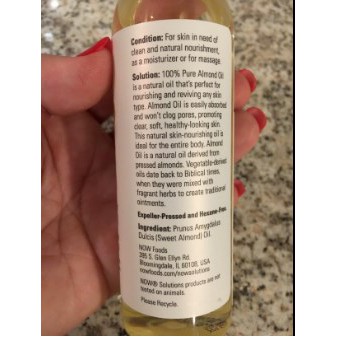 Condition: For skin in need of
clean and natural nourishment,
as a moisturizer or for massage.
Solution: 100% Pure Almond Oil
is a natural oil that's perfect for
nourishing and reviving any skin
type. Almond Oil is easily absorbed
and won't clog pores, promoting
clear, soft, healthy-looking skin.
This natural skin-nourishing oil is
ideal for the entire body. Almond
Oil is a natural oil derived from
pressed almonds. Vegetable-derived
oils date back to Biblical times,
when they were mixed with
fragrant herbs to create traditional
ointments.
Expeller-Pressed and Hexane-Free
Ingredient: Prunus Amygdalus
Dulcis (Sweet Almond) Oil.
NOW Foods
395 S. Glen Ellyn Rd.
Bloomingdale, IL 60108, USA
nowfoods.com/nowsolutions
NOW® Solutions products are not
tested on animals.
Please Recycle.